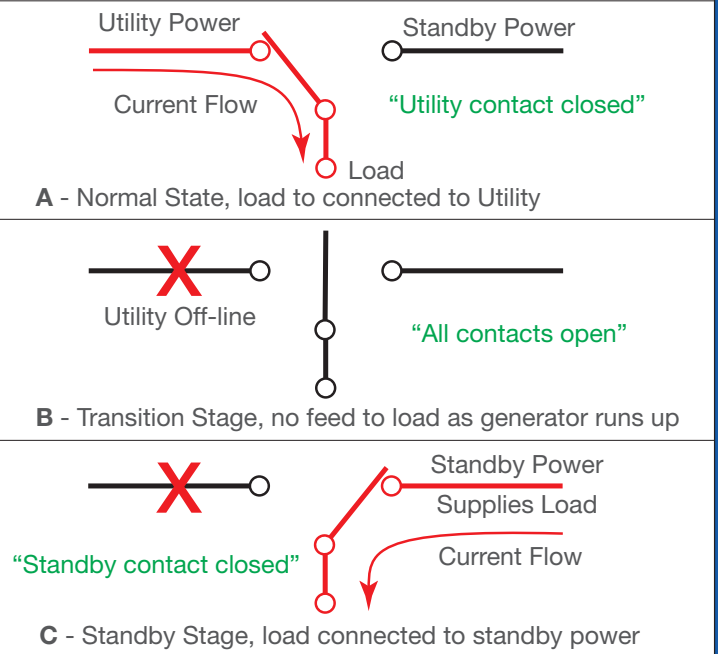 Utility Power
Standby Power
Current Flow
“Utility contact closed”
Load
A - Normal State, load to connected to Utility
X
Utility Off-line
“All contacts open”
B - Transition Stage, no feed to load as generator runs up
X
Standby Power
Supplies Load
Current Flow
“Standby contact closed”
C - Standby Stage, load connected to standby power